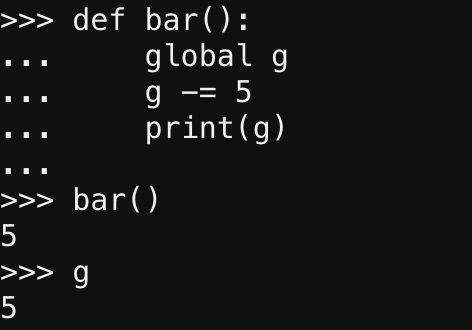 >>> def bar():
...     global g
...     g -= 5
...     print(g)
...
>>> bar()
5
>>> g
5